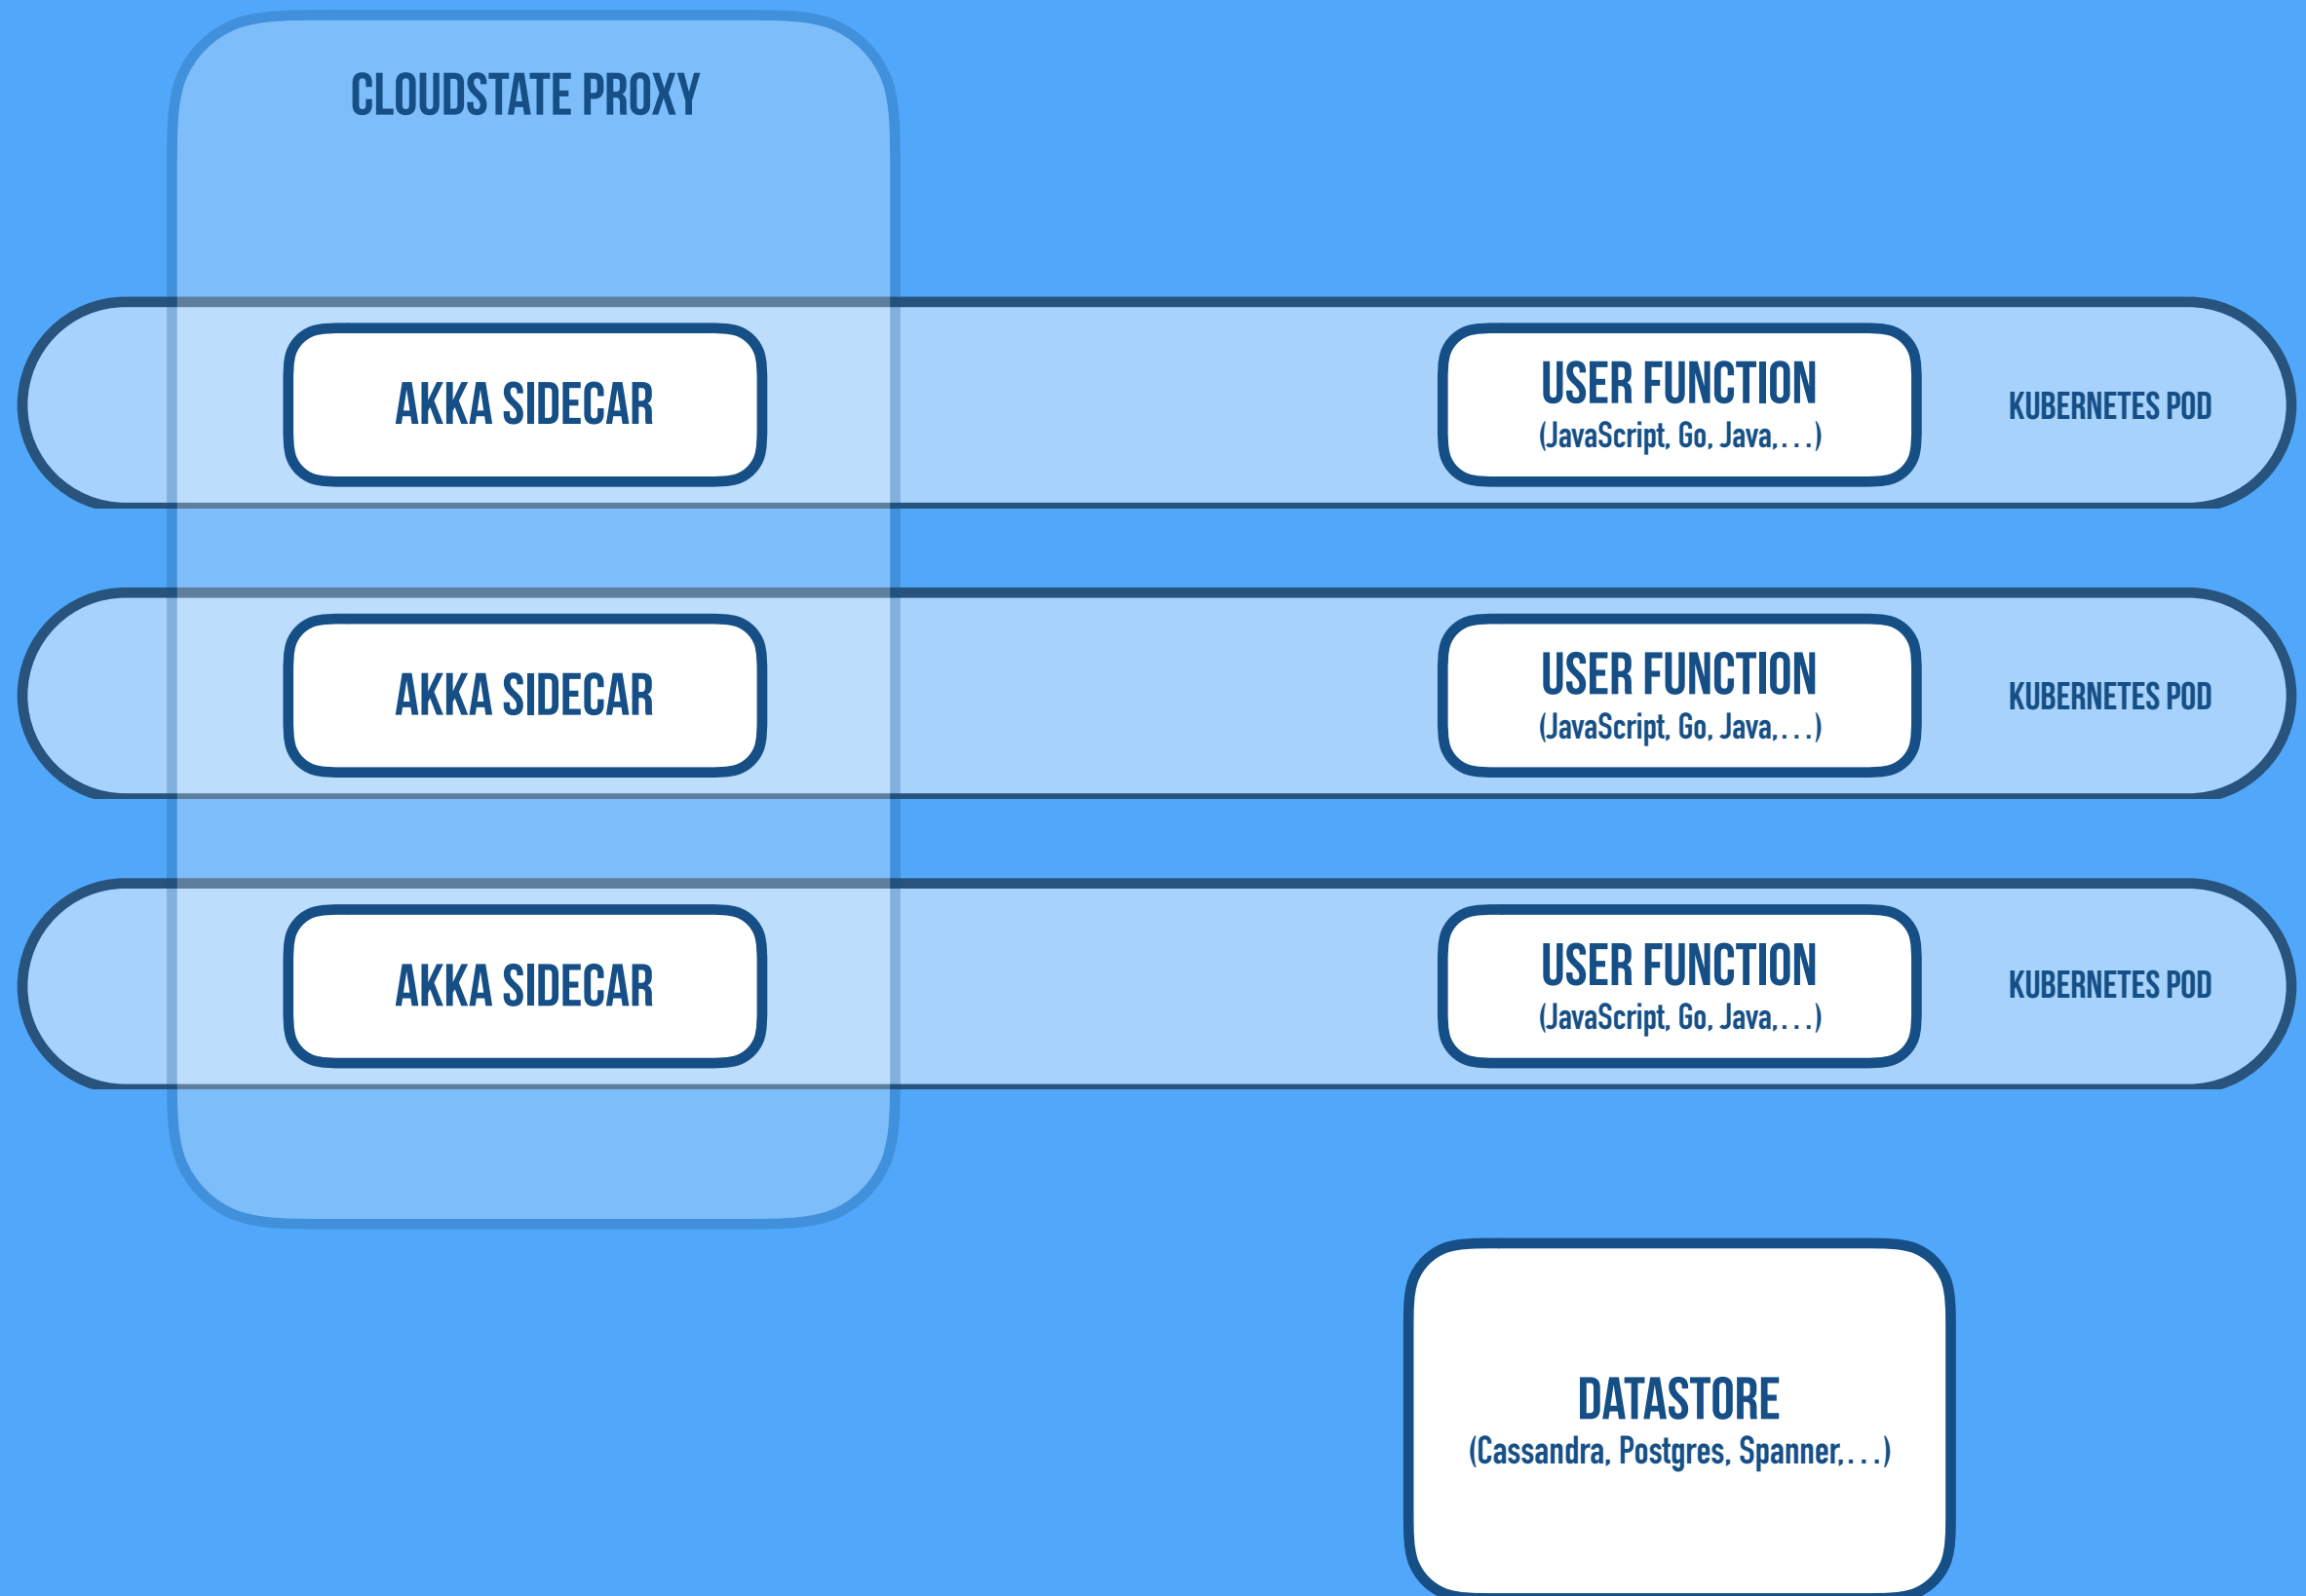 CLOUDSTATE PROXY
AKKA SIDECAR
USER FUNCTION
(JavaScript, Go, Java,...)
KUBERNETES POD
AKKA SIDECAR
USER FUNCTION
(JavaScript, Go, Java,...)
KUBERNETES POD
AKKA SIDECAR
USER FUNCTION
(JavaScript, Go, Java,...)
KUBERNETES POD
DATASTORE
(Cassandra, Postgres, Spanner,...)